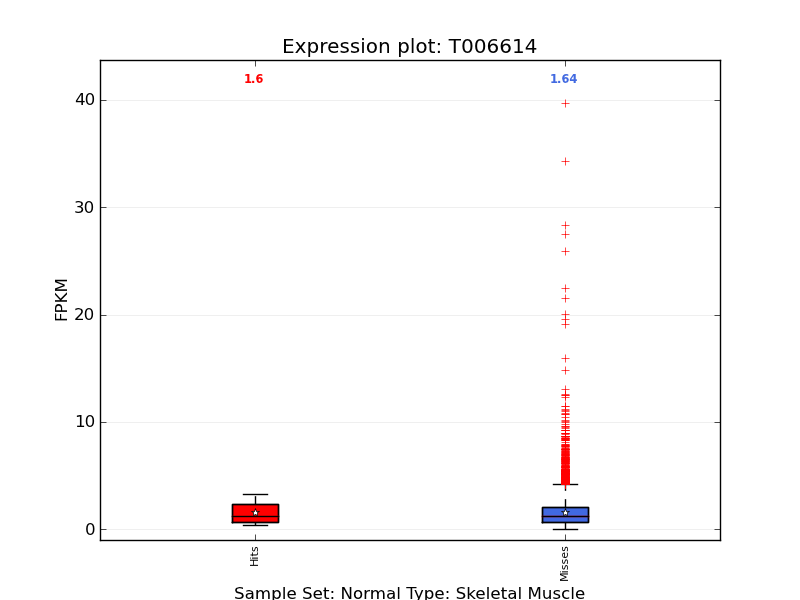 Expression plot: T006614
1.6
1.64
40
30
20
10
0
FPKM
Hits
Misses
Sample Set: Normal Type: Skeletal Muscle